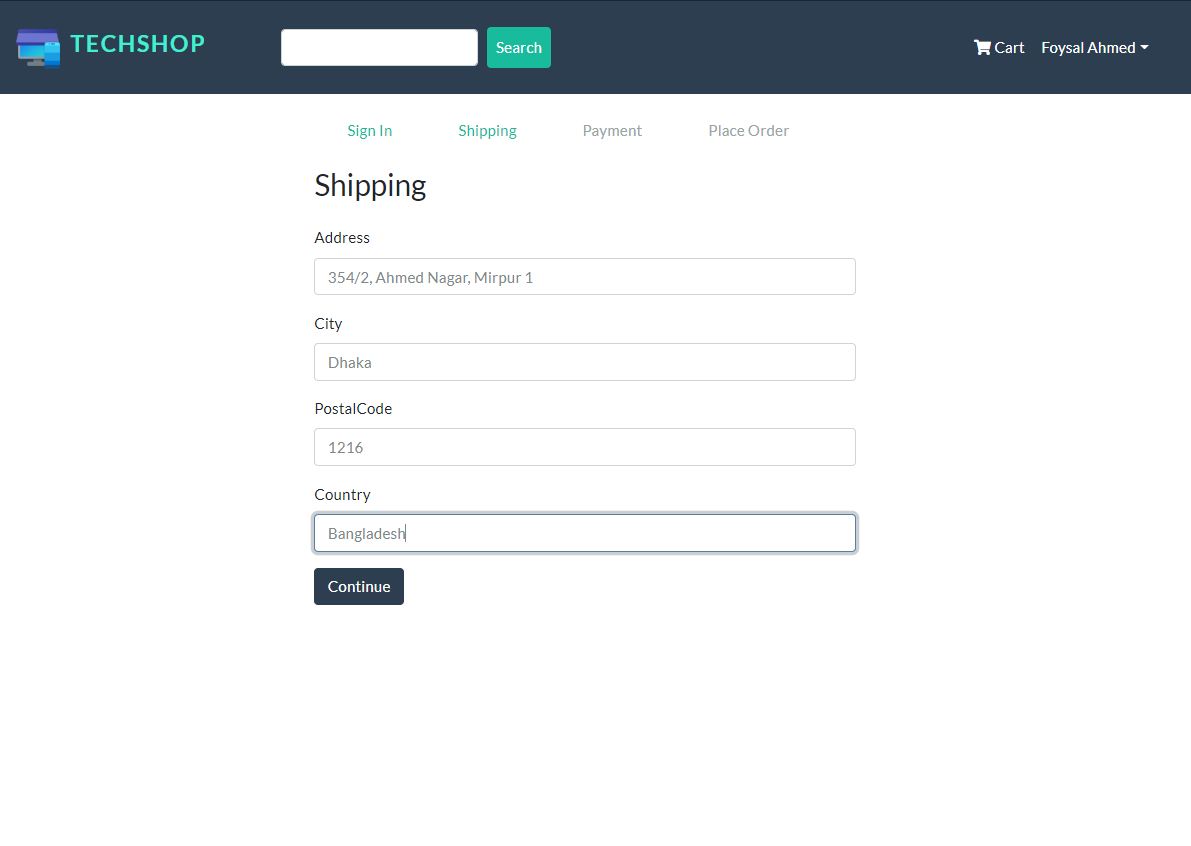 TECHSHOP
Search
Cart
Foysal Ahmed
Sign In
Shipping
Payment
Place Order
Shipping
Address
354/2, Ahmed Nagar, Mirpur 1
City
Dhaka
PostalCode
1216
Country
Bangladesh
Continue